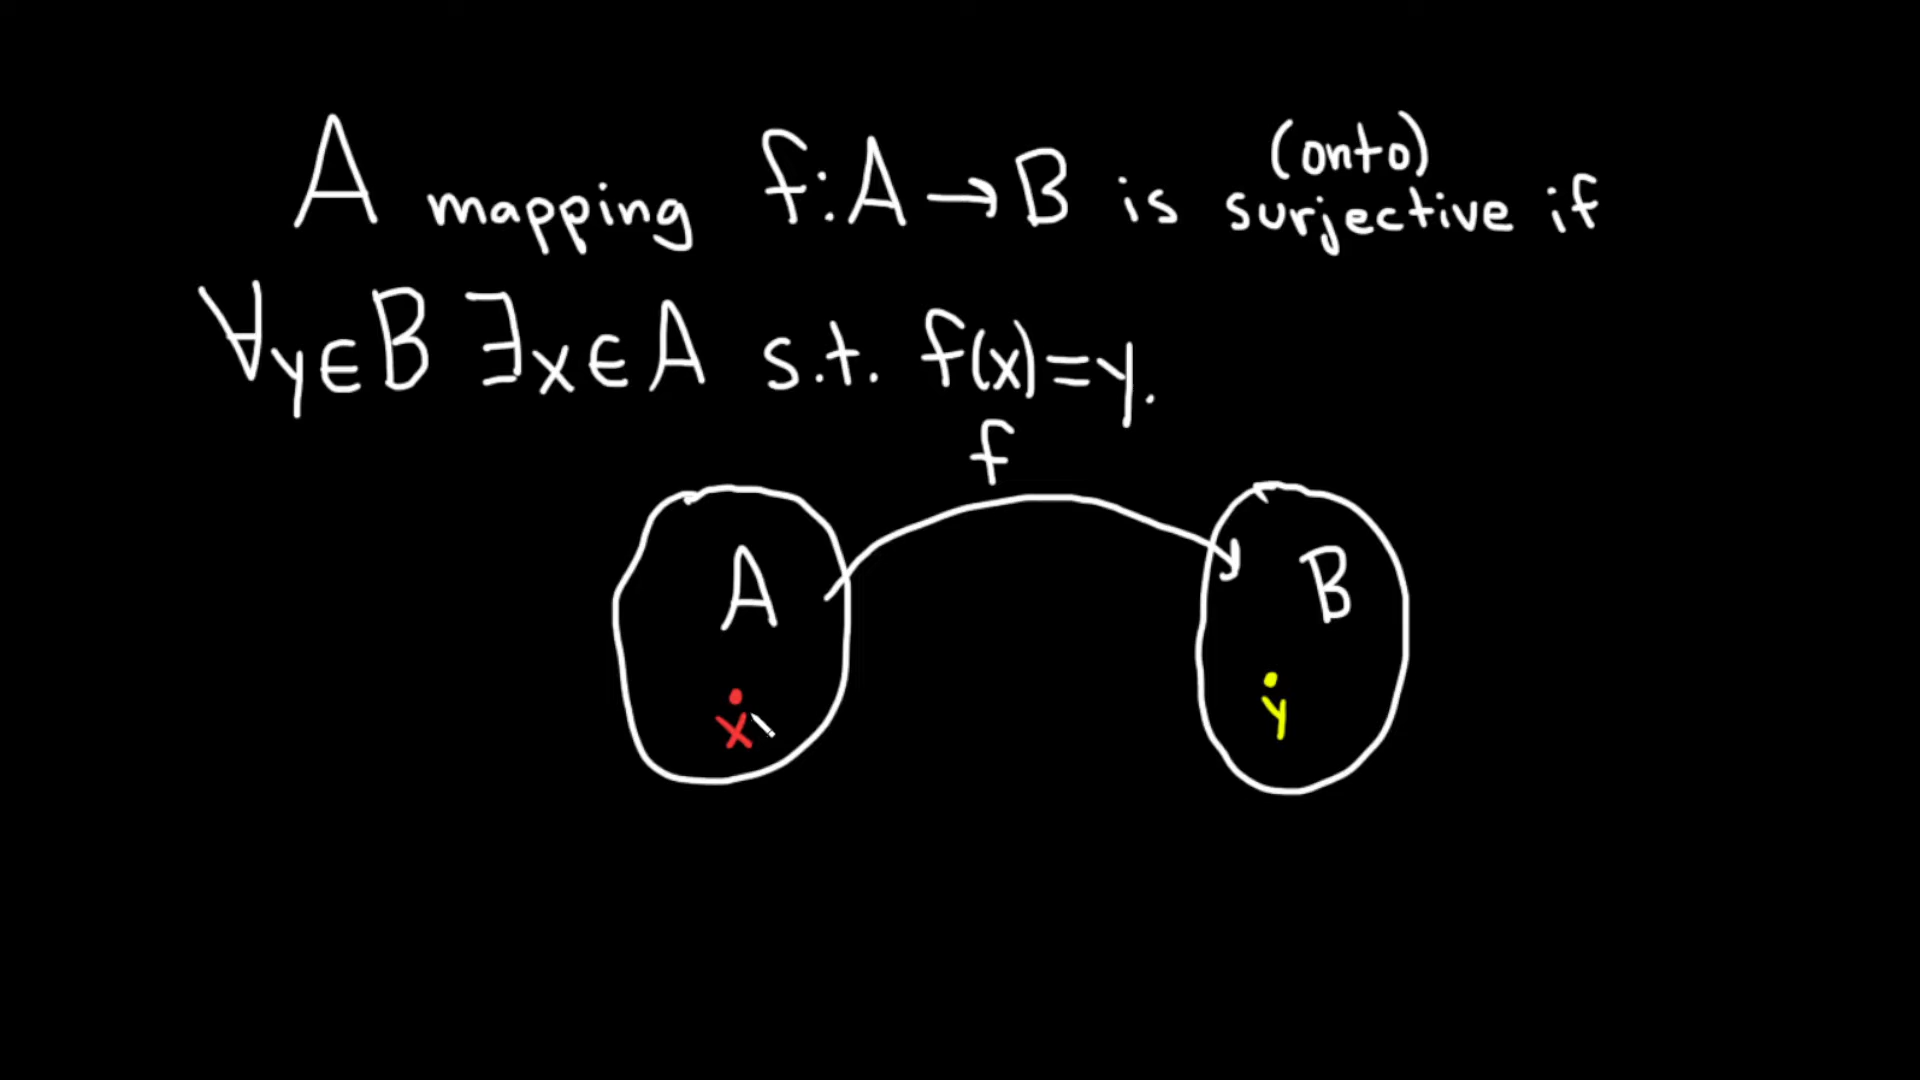 (onto)
A mapping f:A→B is surjective if
∀y∈B ∃x∈A s.t. f(x)=y.
f
A B
x y